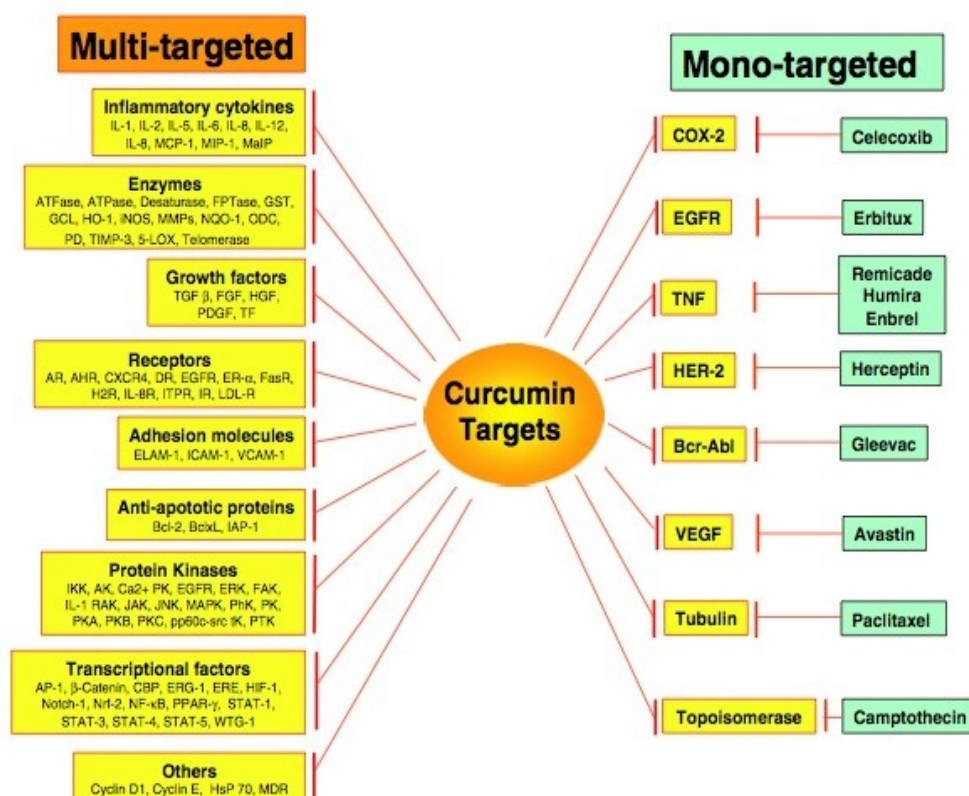 Multi-targeted
Inflammatory cytokines
IL-1, IL-2, IL-5, IL-6, IL-8, IL-12,
IL-8, MCP-1, MIP-1, MaIP
Enzymes
ATFase, ATPase, Desaturase, FPTase, GST,
GCL, HO-1, iNOS, MMPs, NQO-1, ODC,
PD, TIMP-3, 5-LOX, Telomerase
Growth factors
TGF β, FGF, HGF,
PDGF, TF
Receptors
AR, AHR, CXCR4, DR, EGFR, ER-α, FasR,
H2R, IL-8R, ITPR, IR, LDL-R
Adhesion molecules
ELAM-1, ICAM-1, VCAM-1
Anti-apototic proteins
Bcl-2, BclxL, IAP-1
Protein Kinases
IKK, AK, Ca2+ PK, EGFR, ERK, FAK,
IL-1 RAK, JAK, JNK, MAPK, PhK, PK,
PKA, PKB, PKC, pp60c-src tK, PTK
Transcriptional factors
AP-1, β-Catenin, CBP, ERG-1, ERE, HIF-1,
Notch-1, Nrf-2, NF-κB, PPAR-γ, STAT-1,
STAT-3, STAT-4, STAT-5, WTG-1
Others
Cyclin D1, Cyclin E, HsP 70, MDR
Curcumin
Targets
Mono-targeted
COX-2
Celecoxib
EGFR
Erbitux
TNF
Remicade
Humira
Enbrel
HER-2
Herceptin
Bcr-Abl
Gleevac
VEGF
Avastin
Tubulin
Paclitaxel
Topoisomerase
Camptothecin